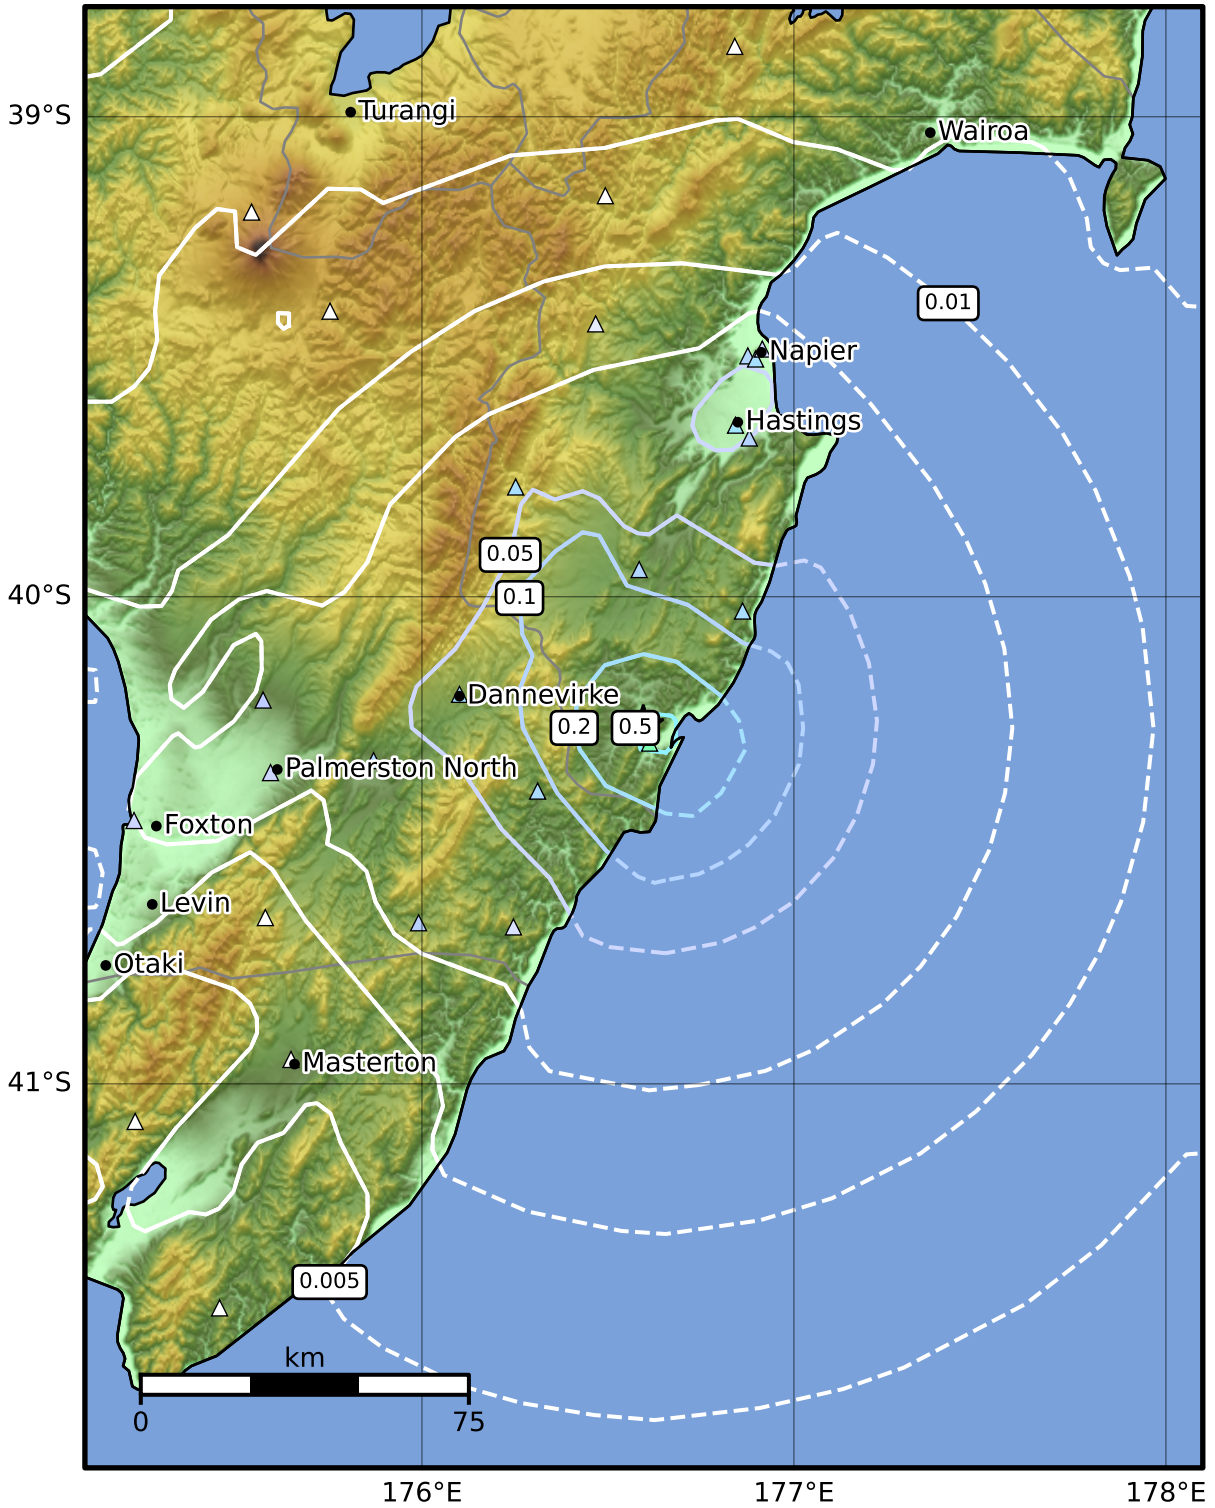 39°S
Turangi
Wairoa
0.01
Napier
Hastings
0.05
40°S
0.1
Dannevirke
0.2
0.5
Palmerston North
Foxton
Levin
Otaki
Masterton
41°S
0.005
km
0
75
176°E
177°E
178°E